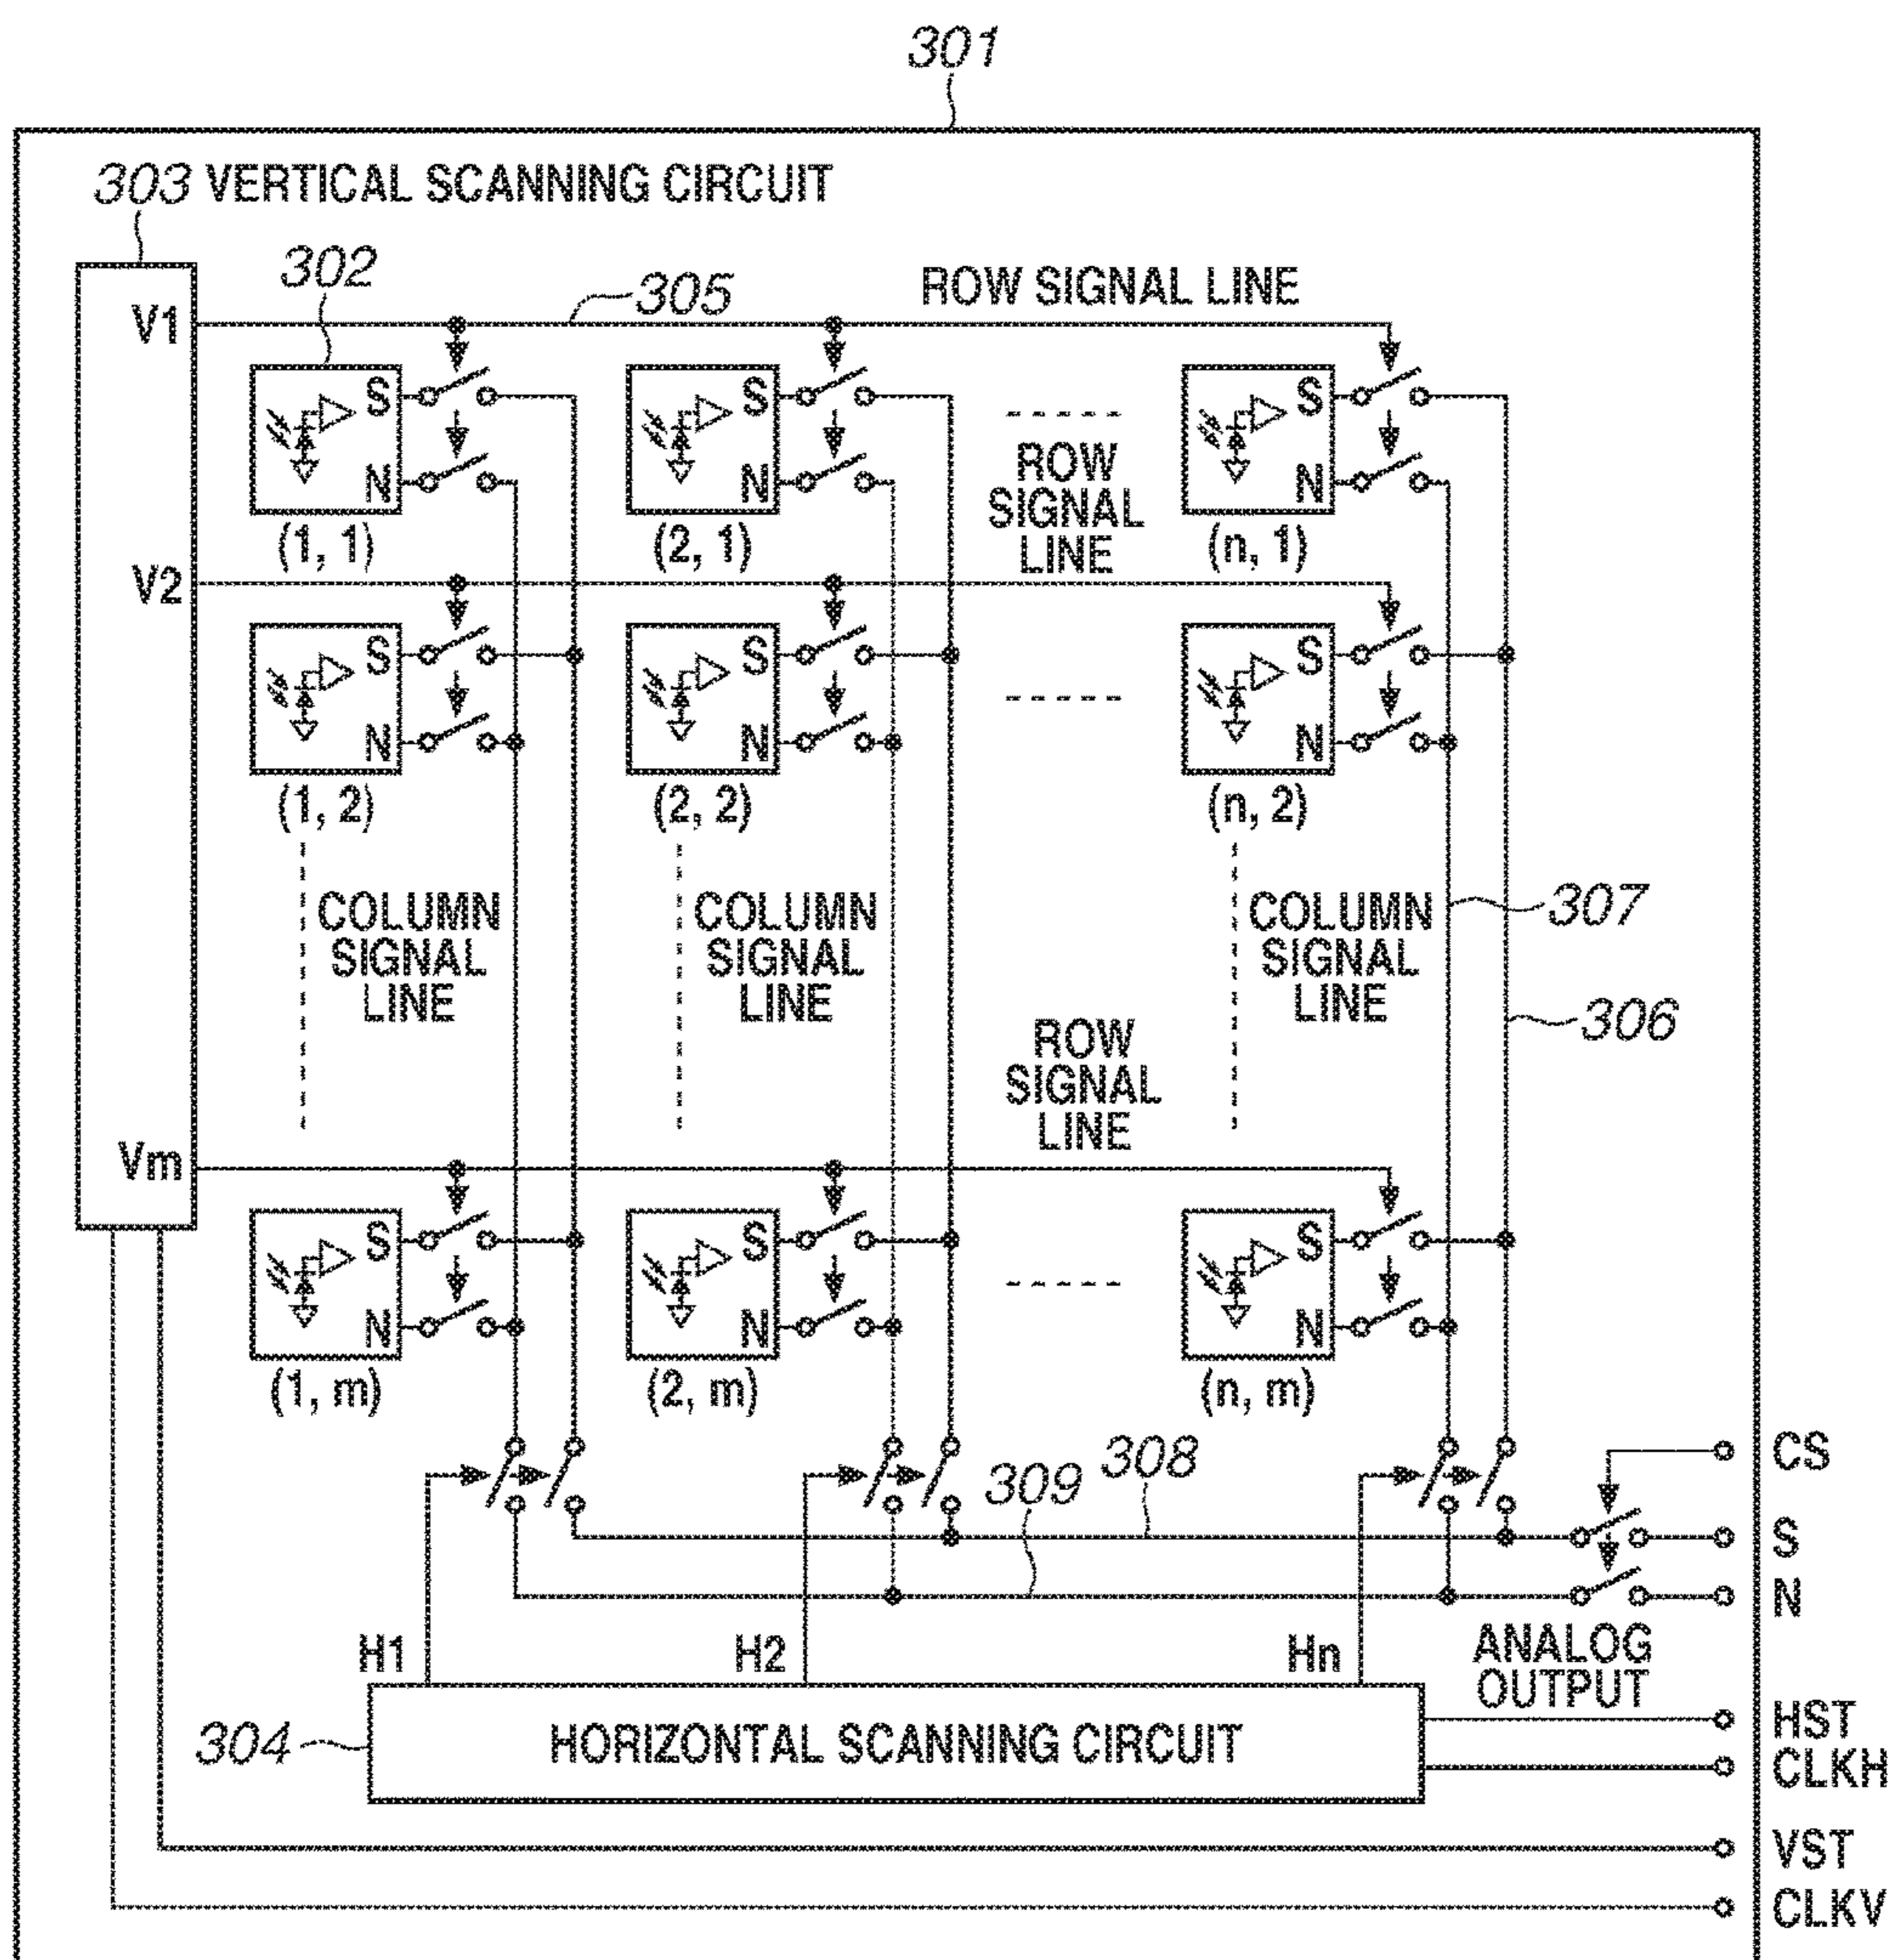 301
303 VERTICAL SCANNING CIRCUIT
302
305
ROW SIGNAL LINE
V1
S
S
S
N
N
N
ROW
SIGNAL
LINE
(1, 1)
(2, 1)
(n, 1)
V2
S
S
S
N
N
N
(1, 2)
(2, 2)
(n, 2)
COLUMN
SIGNAL
LINE
COLUMN
SIGNAL
LINE
COLUMN
SIGNAL
LINE
307
306
ROW
SIGNAL
LINE
Vm
S
S
S
N
N
N
(1, m)
(2, m)
(n, m)
309
308
CS
S
N
H1
H2
Hn
ANALOG
OUTPUT
304
HORIZONTAL SCANNING CIRCUIT
HST
CLKH
VST
CLKV